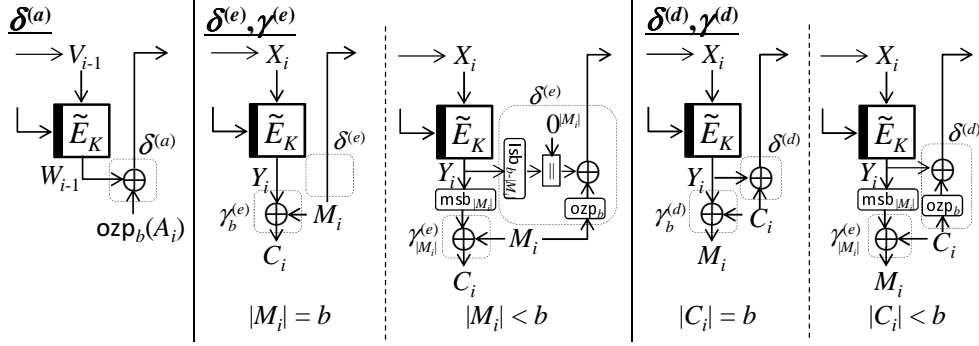 δ^(a)
V_{i-1}
Ẽ_K
δ^(a)
W_{i-1}
ozp_b(A_i)
δ^(e), γ^(e)
X_i
Ẽ_K
δ^(e)
Y_i
γ_b^(e)
M_i
C_i
|M_i| = b
X_i
δ^(e)
Ẽ_K
0^{|M_i|}
lsb_{b-|M_i|}
||
Y_i
msb_{|M_i|}
ozp_b
γ_{|M_i|}^(e)
M_i
C_i
|M_i| < b
δ^(d), γ^(d)
X_i
Ẽ_K
δ^(d)
Y_i
γ_b^(d)
C_i
M_i
|C_i| = b
X_i
Ẽ_K
δ^(d)
Y_i
msb_{|M_i|}
ozp_b
γ_{|M_i|}^(e)
C_i
M_i
|C_i| < b